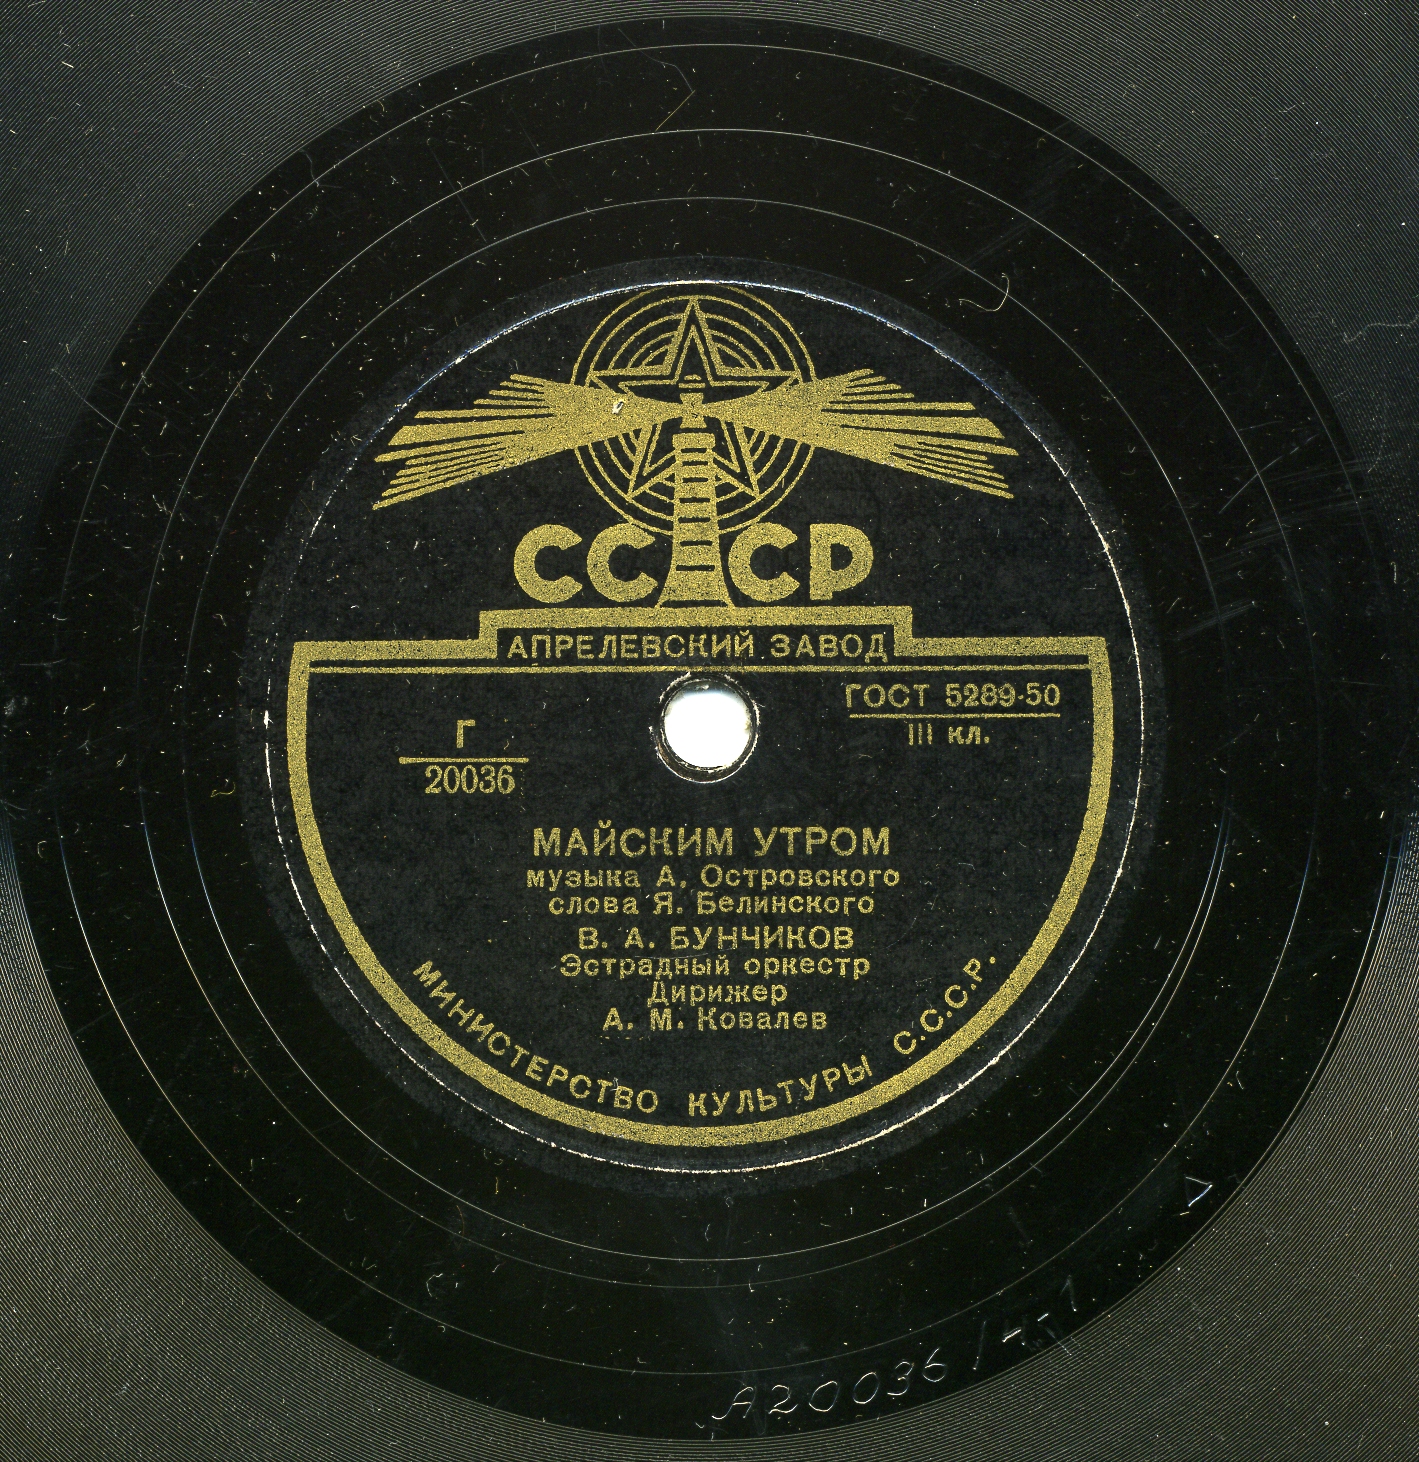 СССР
АПРЕЛЕВСКИЙ ЗАВОД
ГОСТ 5289-50
III кл.
Г
20036
МАЙСКИМ УТРОМ
музыка А. Островского
слова Я. Белинского
В. А. БУНЧИКОВ
Эстрадный оркестр
Дирижер
А. М. Ковалев
МИНИСТЕРСТВО КУЛЬТУРЫ С.С.С.Р.
А20036